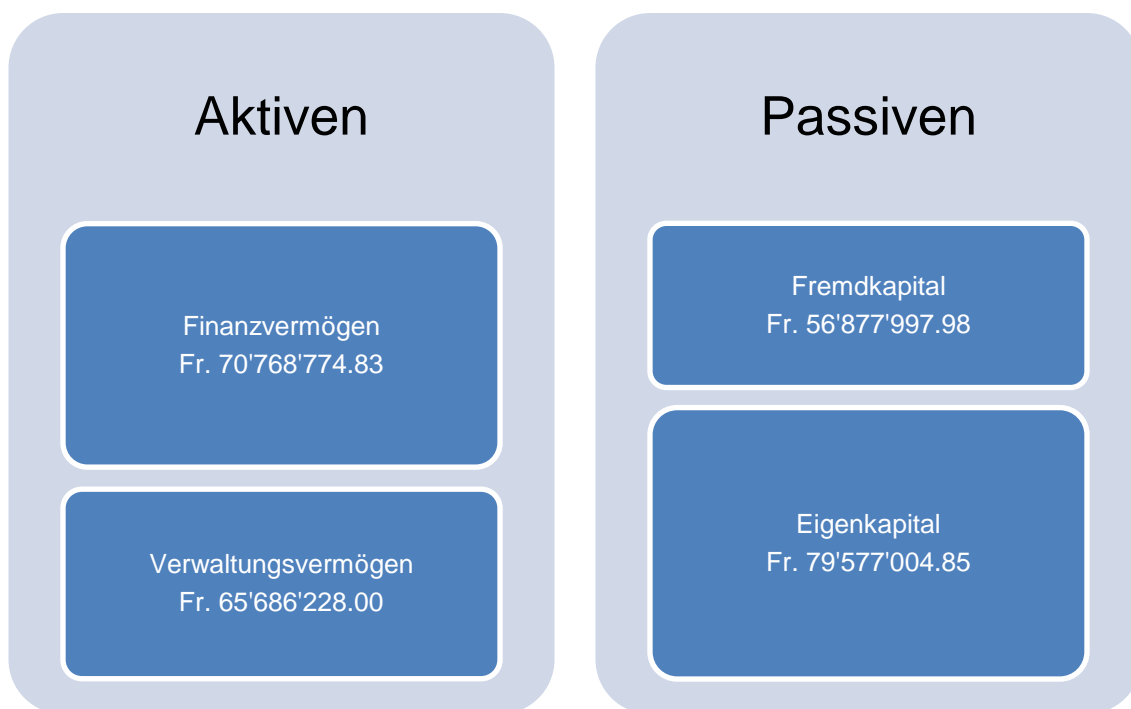 Aktiven
Finanzvermögen
Fr. 70'768'774.83
Verwaltungsvermögen
Fr. 65'686'228.00
Passiven
Fremdkapital
Fr. 56'877'997.98
Eigenkapital
Fr. 79'577'004.85